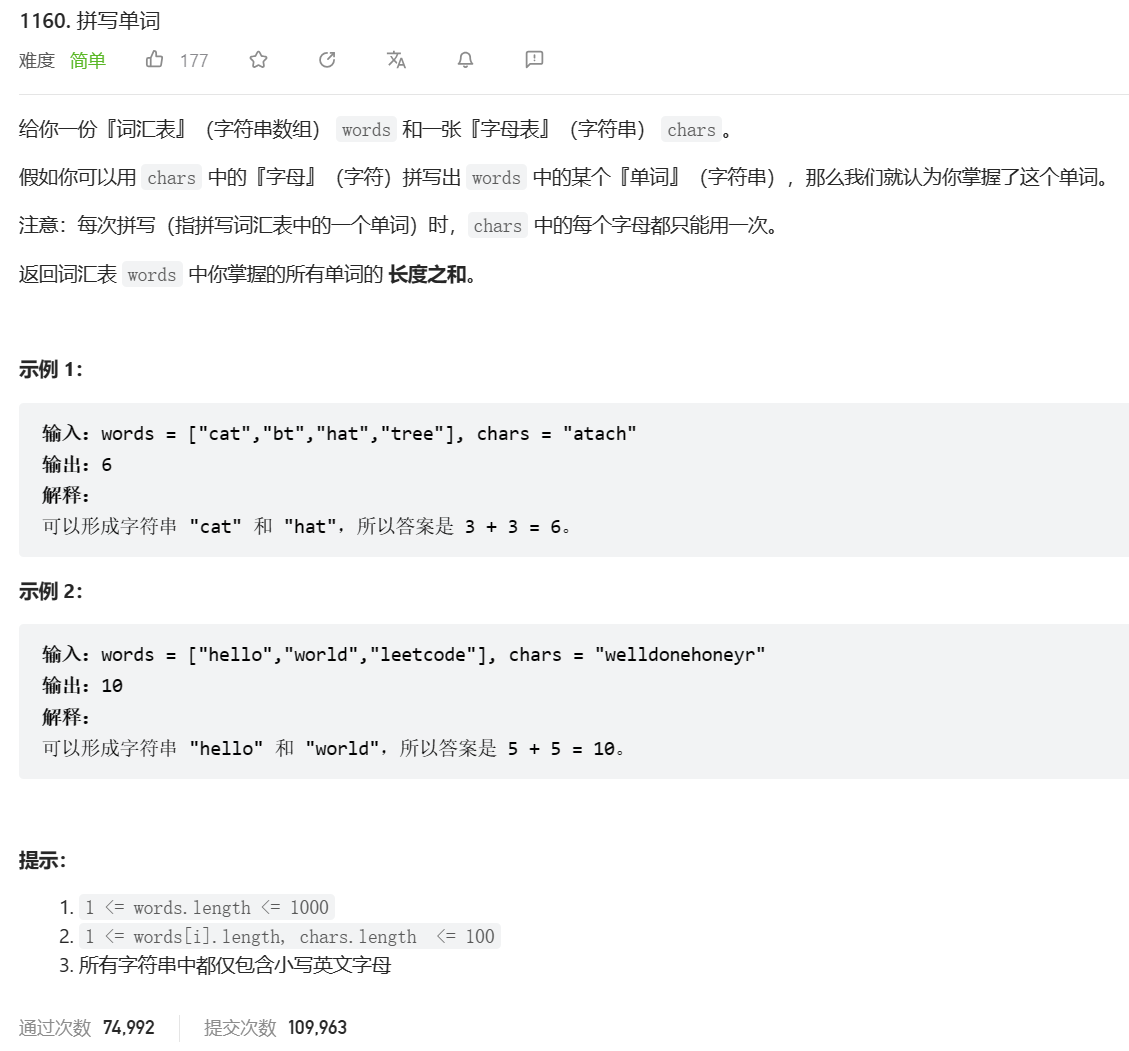 1160. 拼写单词
难度 简单 177
给你一份『词汇表』（字符串数组） words 和一张『字母表』（字符串） chars 。
假如你可以用 chars 中的『字母』（字符）拼写出 words 中的某个『单词』（字符串），那么我们就认为你掌握了这个单词。
注意：每次拼写（指拼写词汇表中的一个单词）时， chars 中的每个字母都只能用一次。
返回词汇表 words 中你掌握的所有单词的 长度之和。
示例 1：
输入：words = ["cat","bt","hat","tree"], chars = "atach"
输出：6
解释：
可以形成字符串 "cat" 和 "hat"，所以答案是 3 + 3 = 6。
示例 2：
输入：words = ["hello","world","leetcode"], chars = "welldonehoneyr"
输出：10
解释：
可以形成字符串 "hello" 和 "world"，所以答案是 5 + 5 = 10。
提示：
1. 1 <= words.length <= 1000
2. 1 <= words[i].length, chars.length <= 100
3. 所有字符串中都仅包含小写英文字母
通过次数 74,992 提交次数 109,963